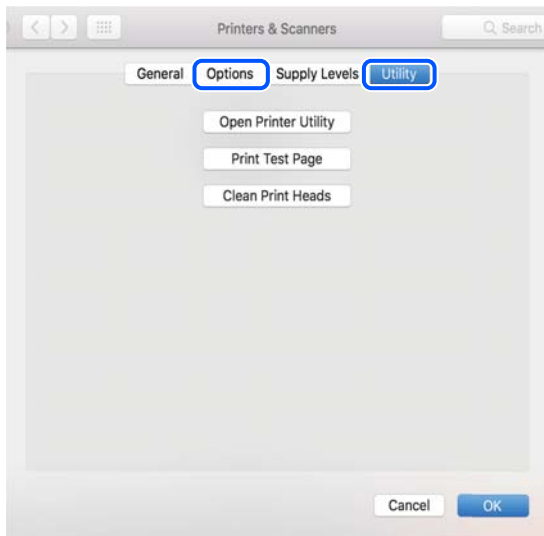 Printers & Scanners Search
General Options Supply Levels Utility
Open Printer Utility
Print Test Page
Clean Print Heads
Cancel OK